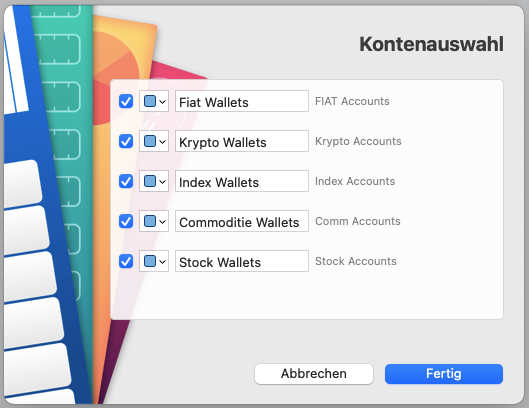 Kontenauswahl
Fiat Wallets FIAT Accounts
Krypto Wallets Krypto Accounts
Index Wallets Index Accounts
Commoditie Wallets Comm Accounts
Stock Wallets Stock Accounts
Abbrechen Fertig